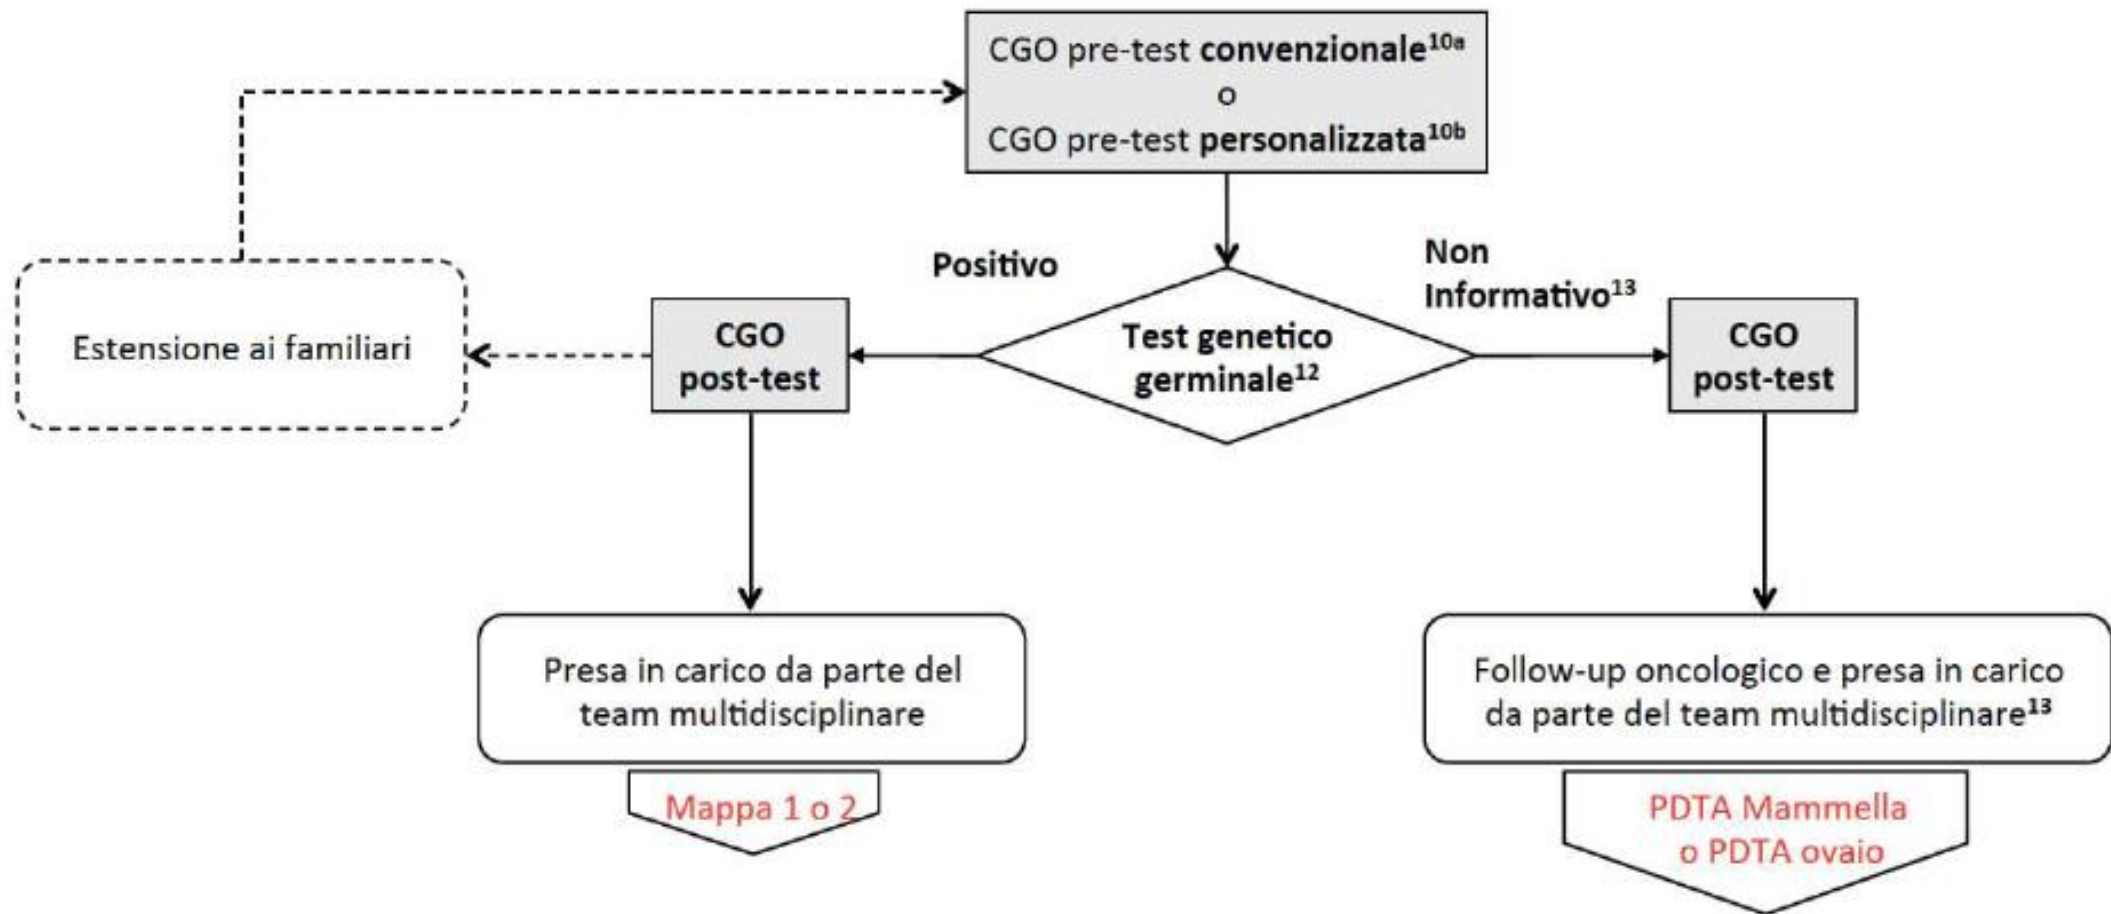 CGO pre-test convenzionale10a
o
CGO pre-test personalizzata10b
Positivo
Non
Informativo13
Estensione ai familiari
CGO
post-test
Test genetico
germinale12
CGO
post-test
Presa in carico da parte del
team multidisciplinare
Follow-up oncologico e presa in carico
da parte del team multidisciplinare13
Mappa 1 o 2
PDTA Mammella
o PDTA ovaio